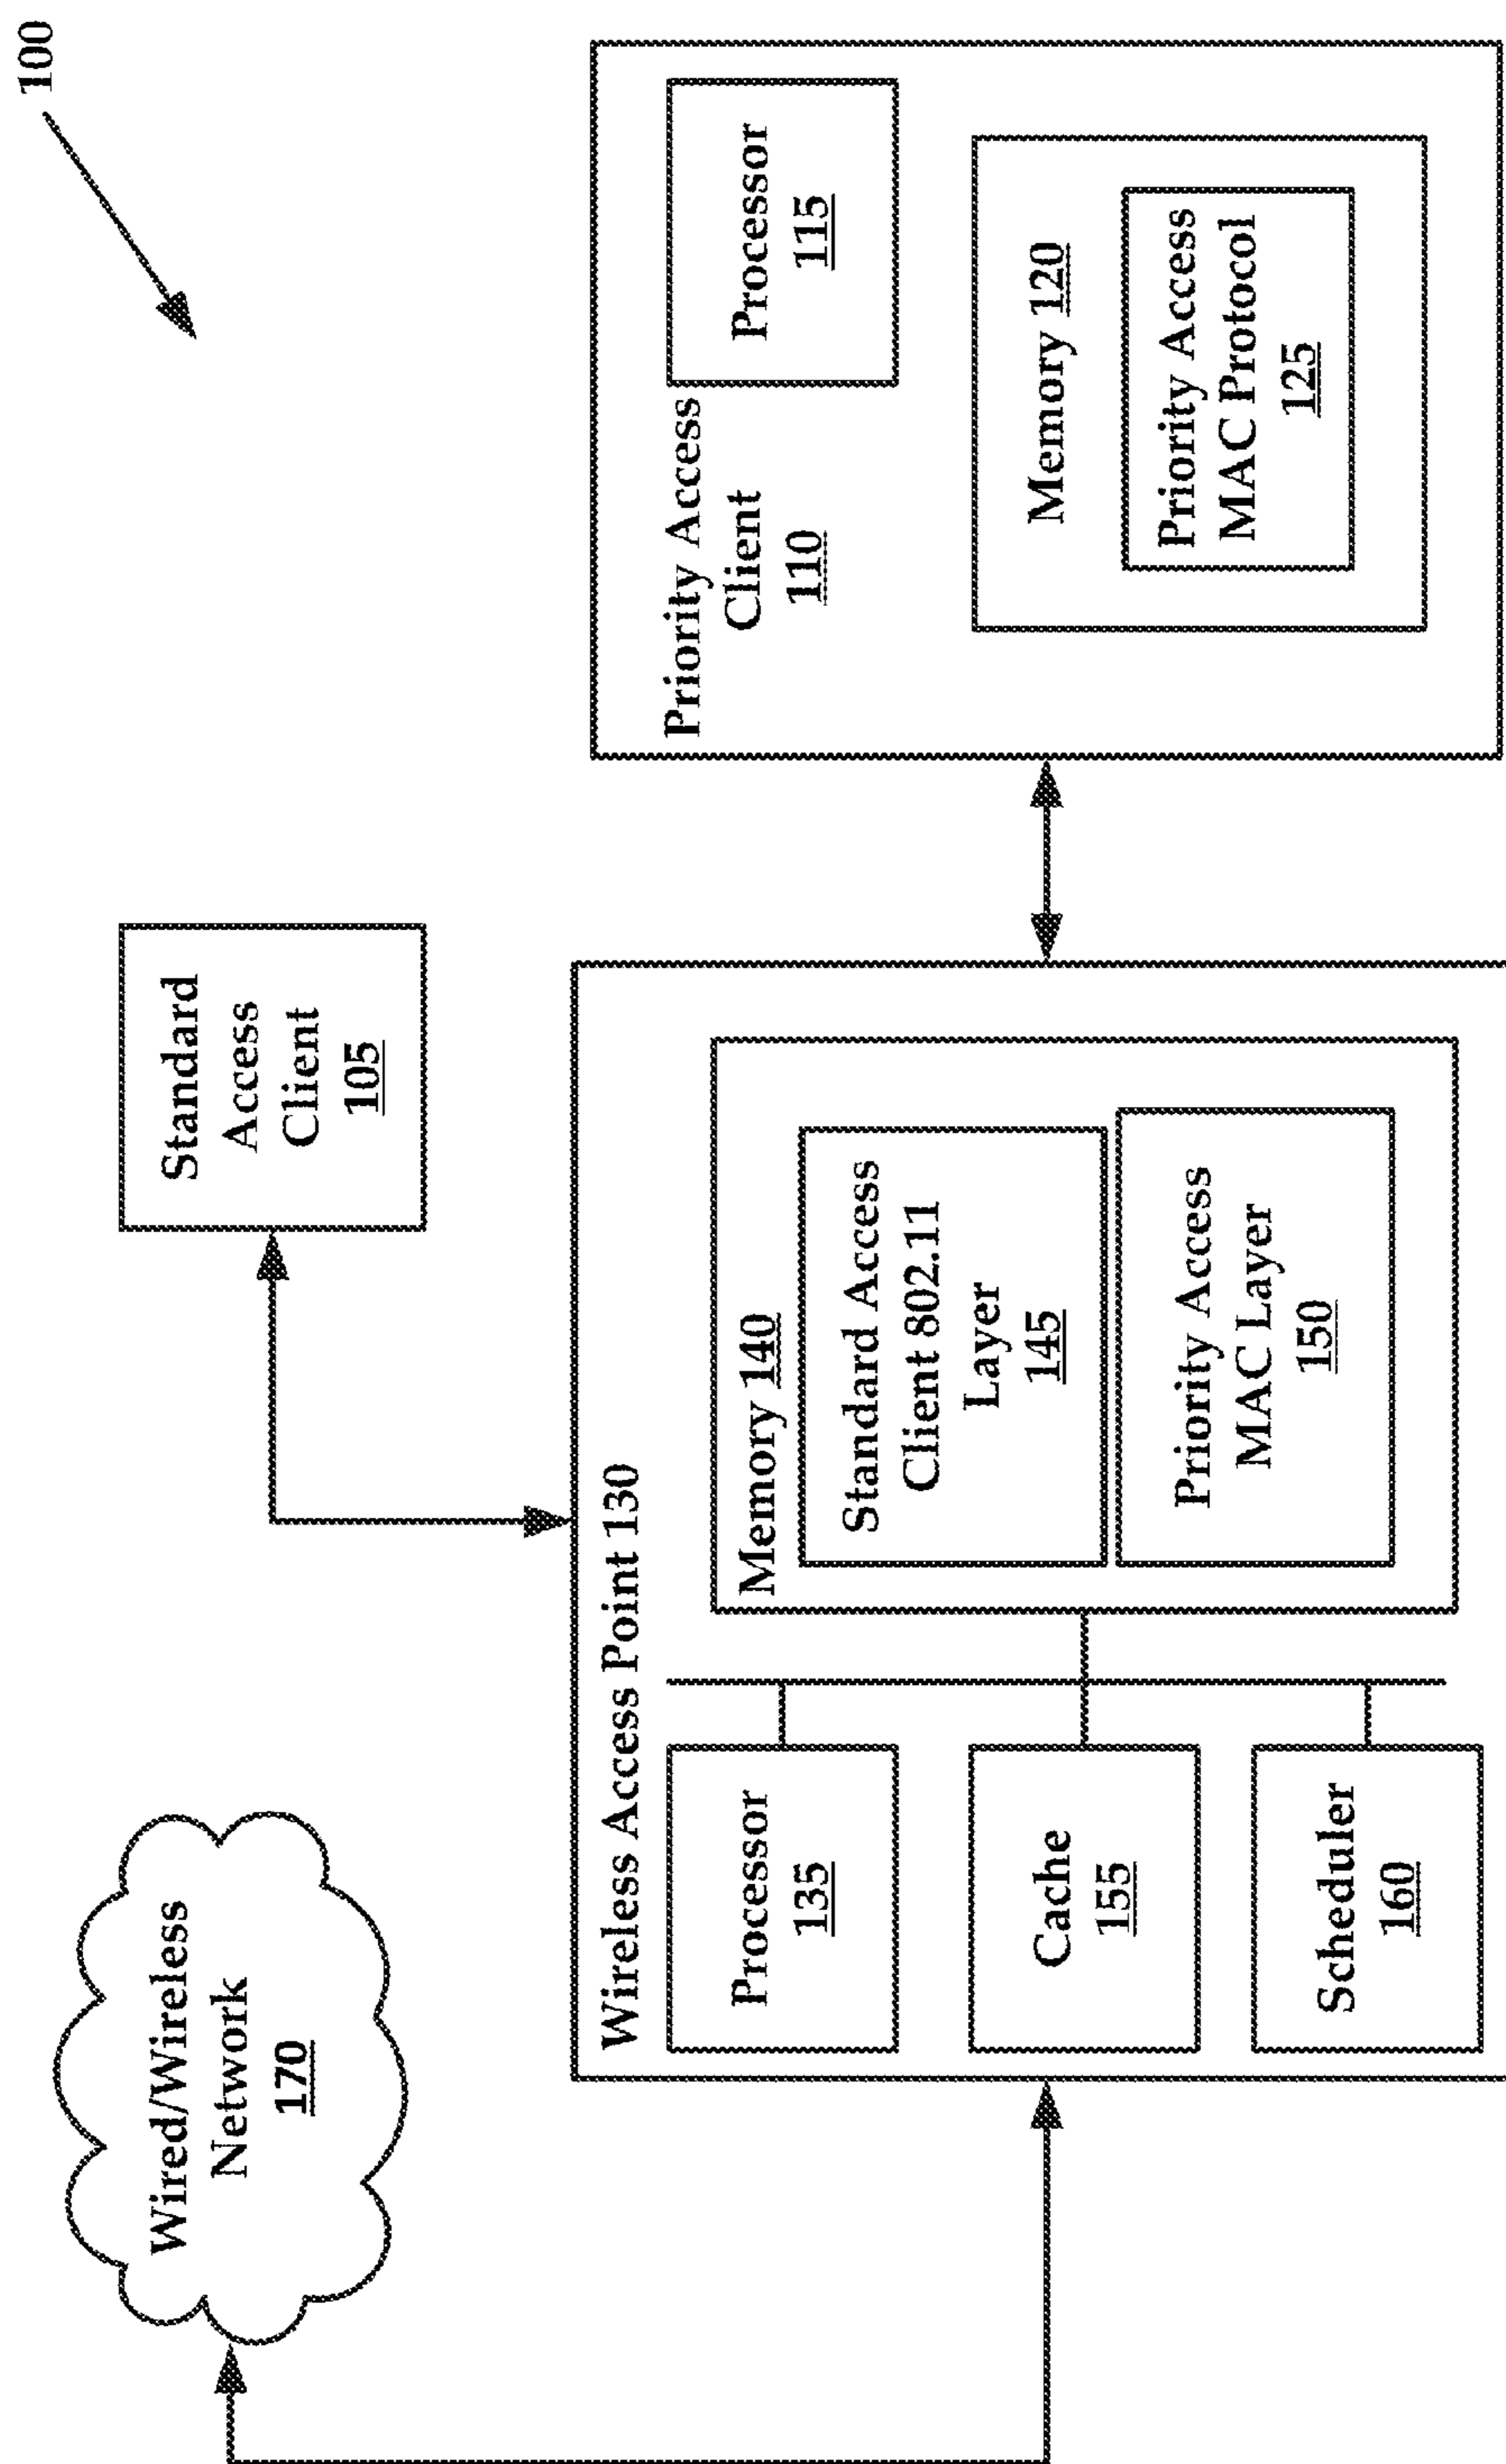 100
Wired/Wireless
Network
170
Standard
Access
Client
105
Wireless Access Point 130
Processor
135
Cache
155
Scheduler
160
Memory 140
Standard Access
Client 802.11
Layer
145
Priority Access
MAC Layer
150
Priority Access
Client
110
Processor
115
Memory 120
Priority Access
MAC Protocol
125